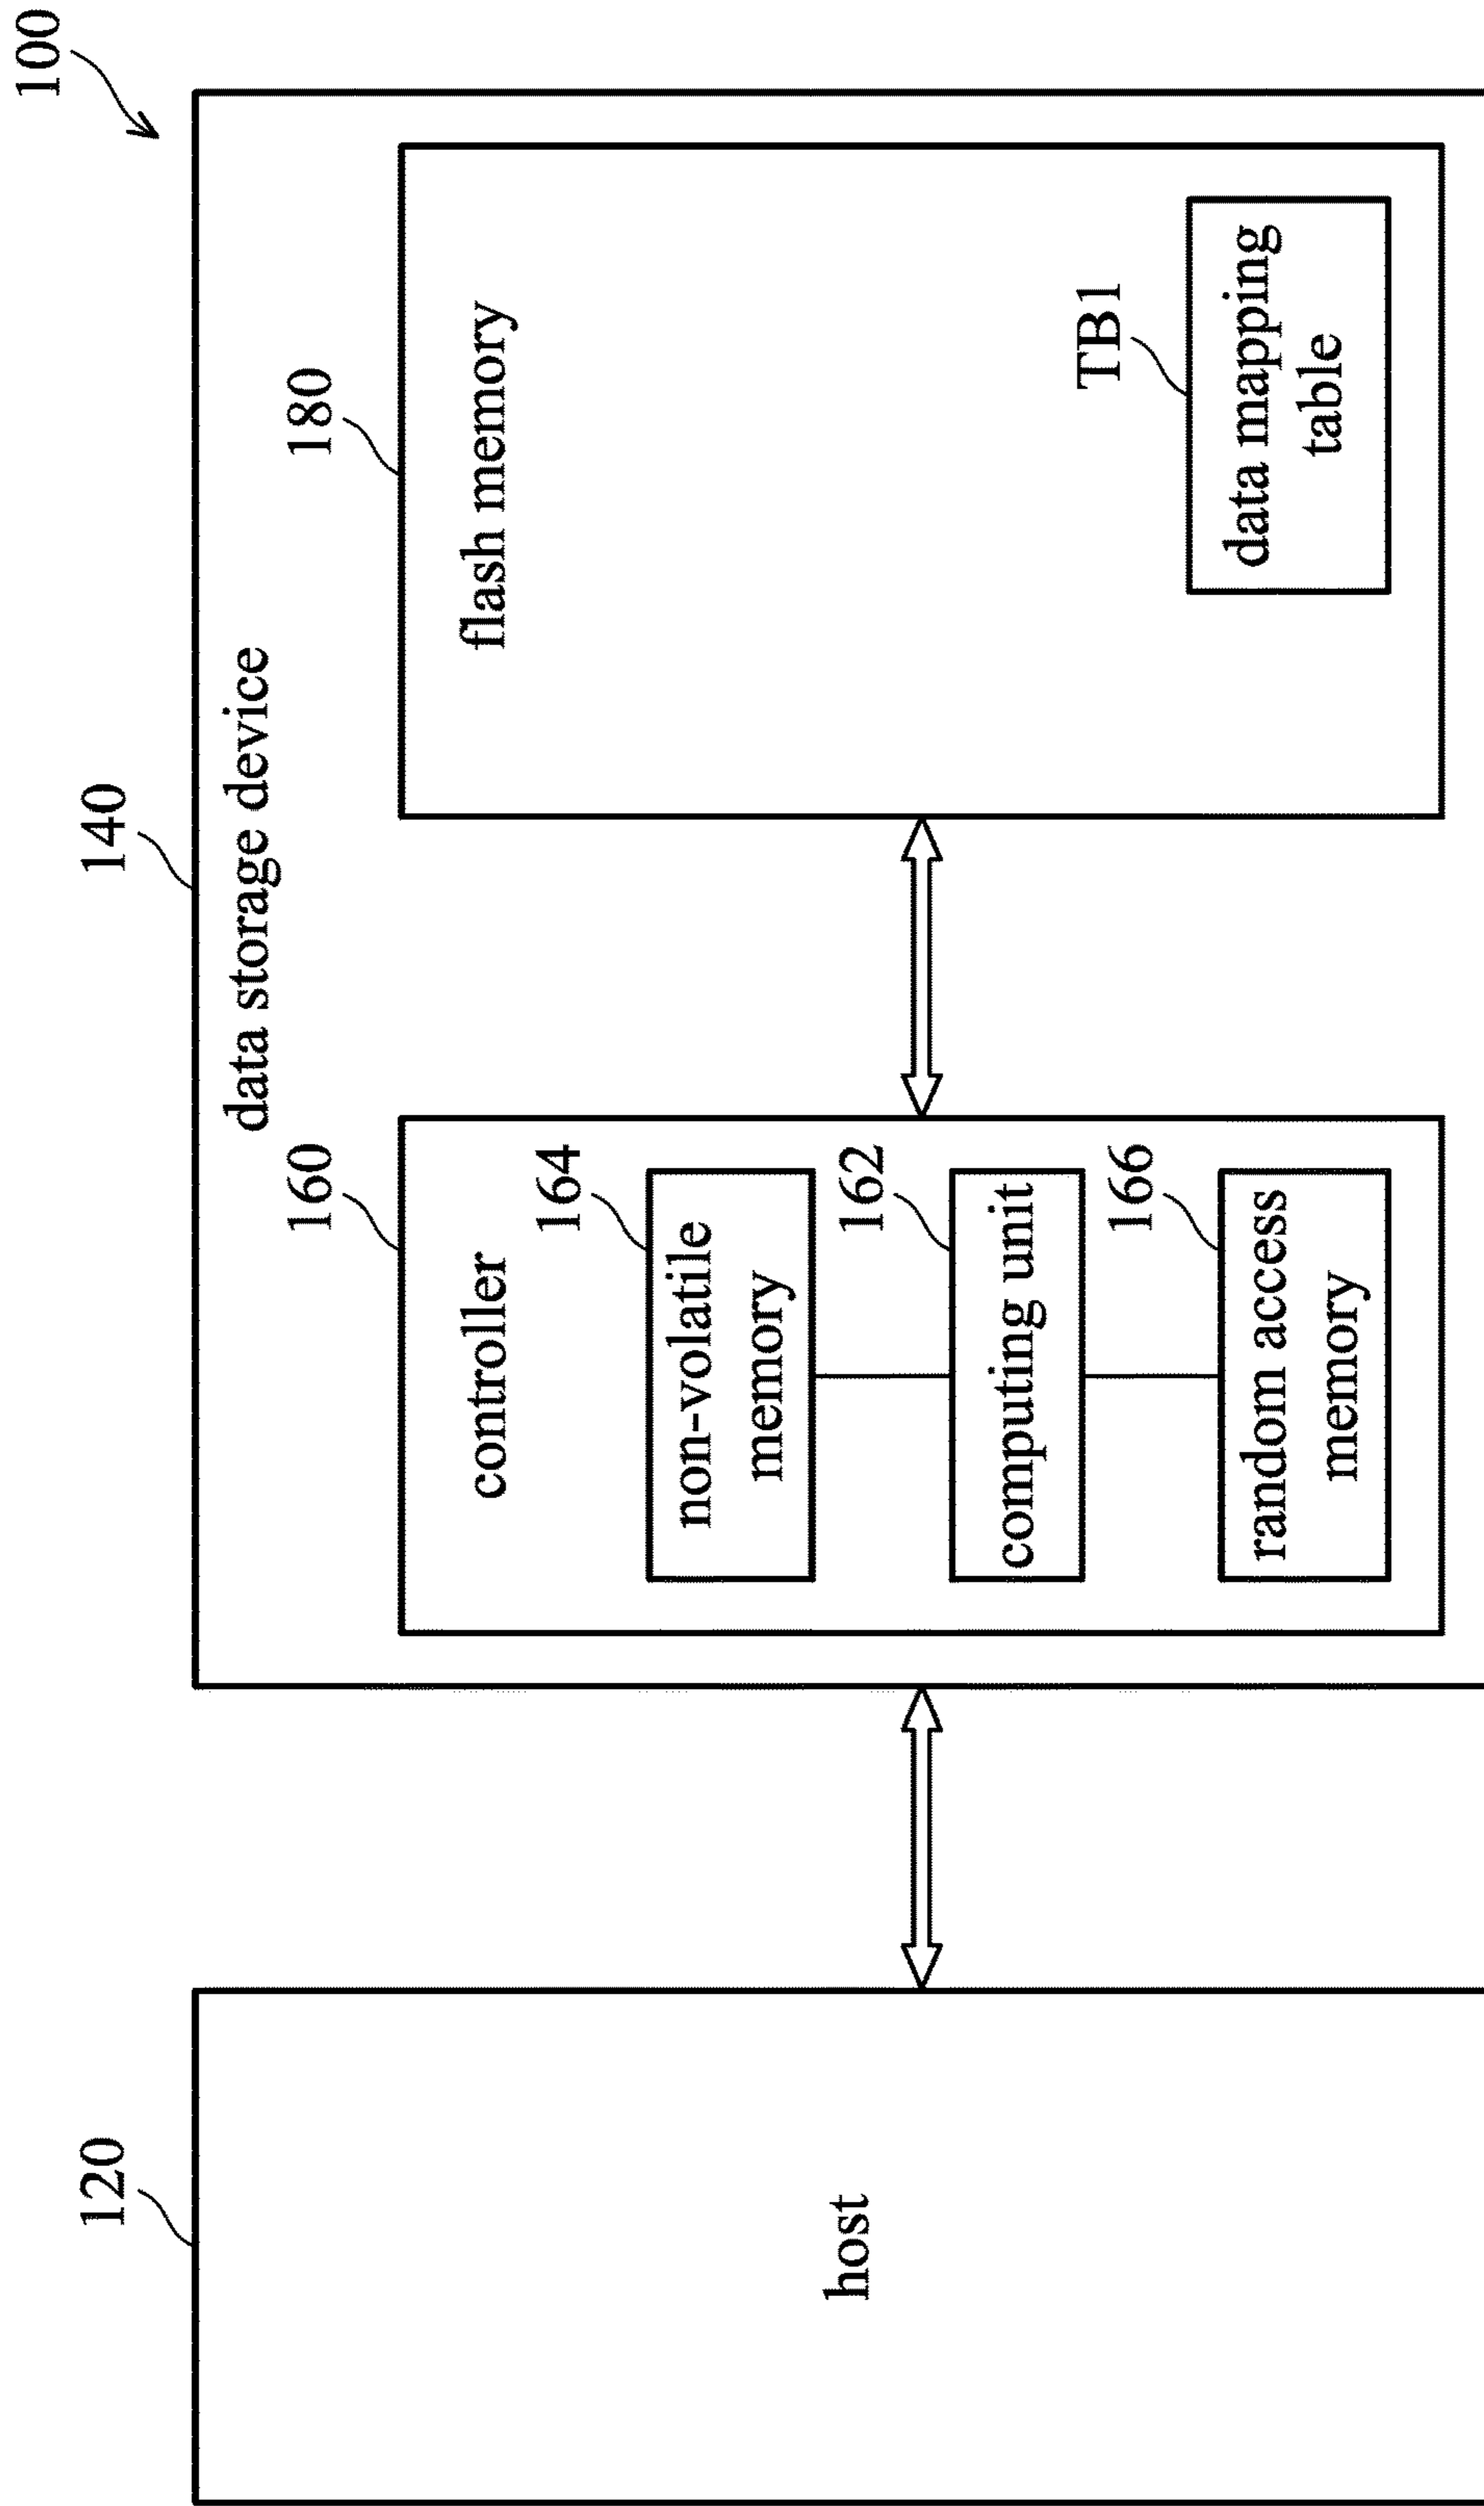 100
140
data storage device
120
host
160
controller
164
non-volatile
memory
162
computing unit
166
random access
memory
180
flash memory
TB1
data mapping
table